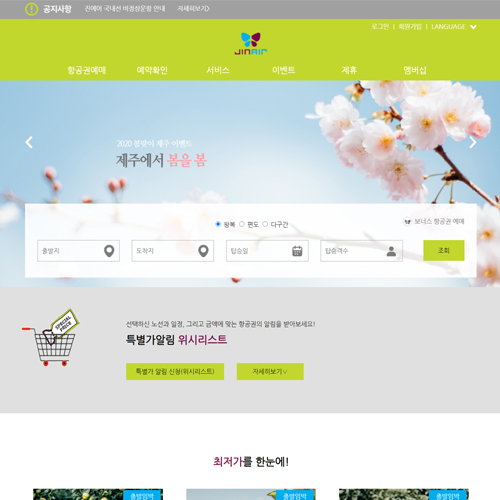 공지사항 진에어 국내선 비정상운항 안내 자세히보기>
로그인 | 회원가입 | LANGUAGE
JINAIR
항공권예매 예약확인 서비스 이벤트 제휴 멤버십
2020 봄맞이 제주 이벤트
제주에서 봄을 봄
왕복 편도 다구간
보너스 항공권 예매
출발지 도착지 탑승일 탑승객수 조회
선택하신 노선과 일정, 그리고 금액에 맞는 항공권의 알림을 받아보세요!
SPECIAL PRICE
특별가알림 위시리스트
특별가 알림 신청(위시리스트) 자세히보기
최저가를 한눈에!
출발임박 출발임박 출발임박